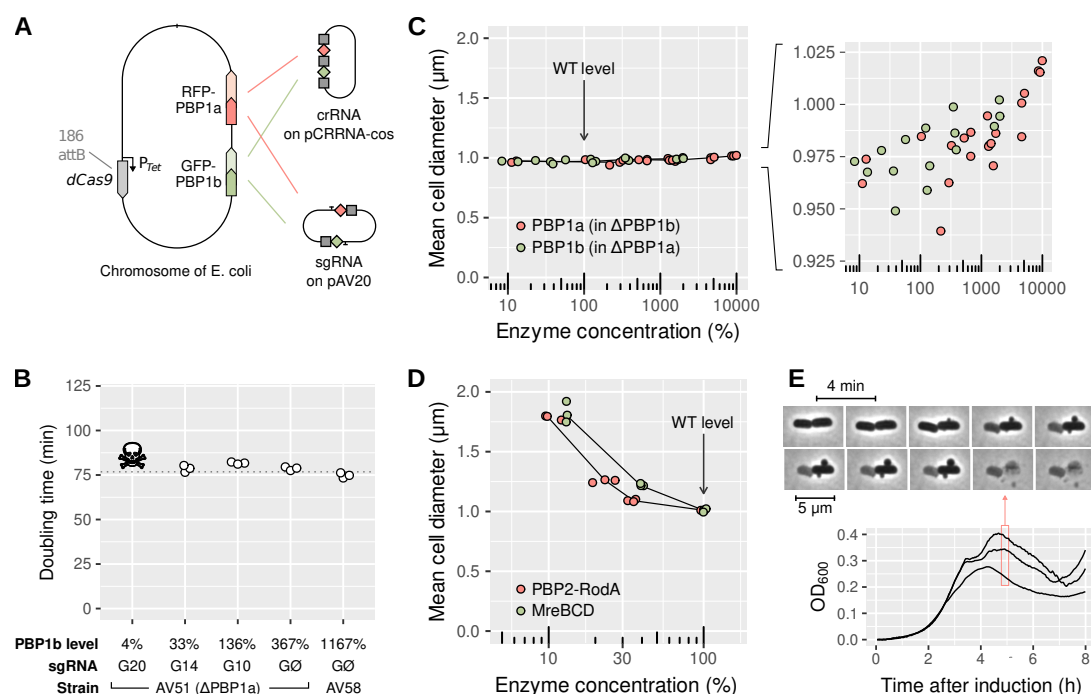 A
186
attB
dCas9
PTet
RFP-
PBP1a
GFP-
PBP1b
Chromosome of E. coli
crRNA
on pCRRNA-cos
sgRNA
on pAV20
C
Mean cell diameter (µm)
2.0
1.5
1.0
0.5
0.0
WT level
PBP1a (in ΔPBP1b)
PBP1b (in ΔPBP1a)
10 100 1000 10000
Enzyme concentration (%)
1.025
1.000
0.975
0.950
0.925
10 100 1000 10000
B
Doubling time (min)
125
100
75
50
25
0
PBP1b level 4% 33% 136% 367% 1167%
sgRNA G20 G14 G10 GØ GØ
Strain AV51 (ΔPBP1a) AV58
D
Mean cell diameter (µm)
2.0
1.5
1.0
0.5
0.0
WT level
PBP2-RodA
MreBCD
10 30 100
Enzyme concentration (%)
E
4 min
5 µm
OD600
0.4
0.3
0.2
0.1
0.0
0 2 4 - 6 8
Time after induction (h)